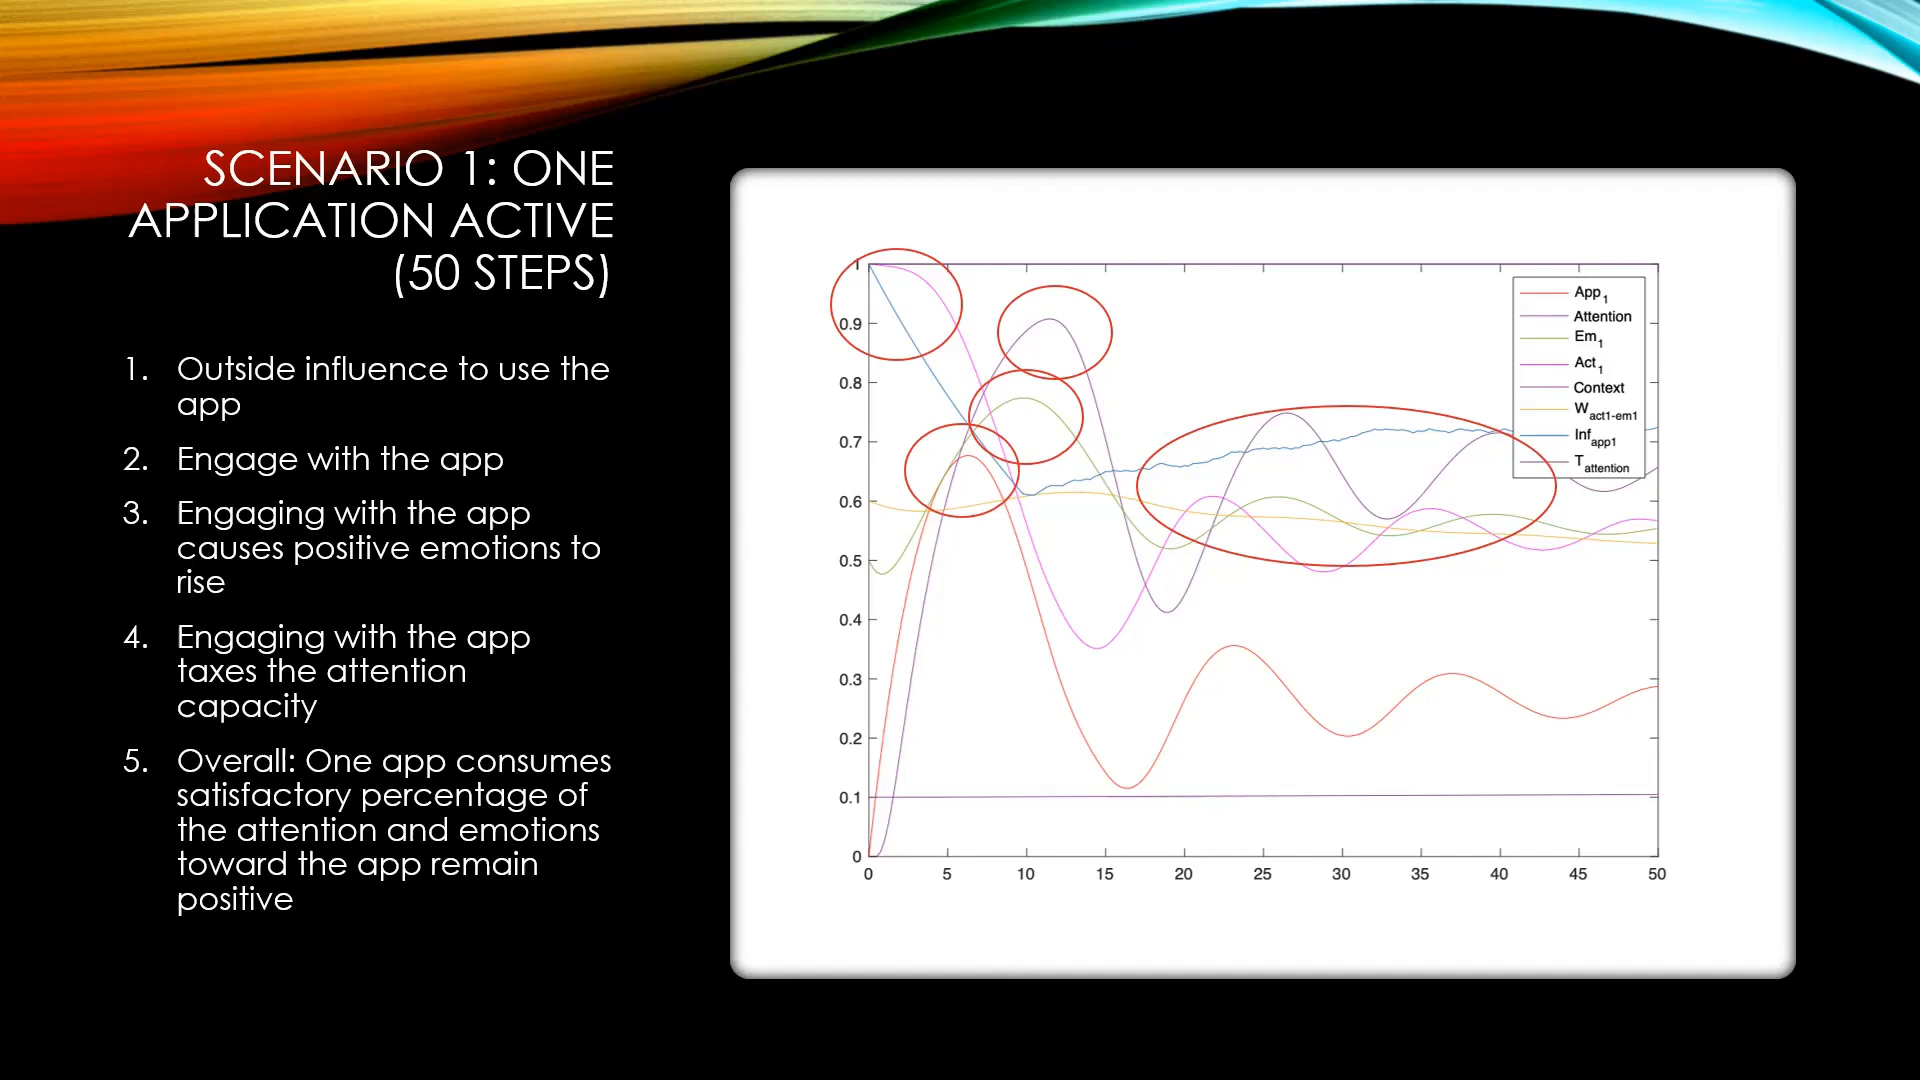 SCENARIO 1: ONE
APPLICATION ACTIVE
(50 STEPS)
1. Outside influence to use the
app
2. Engage with the app
3. Engaging with the app
causes positive emotions to
rise
4. Engaging with the app
taxes the attention
capacity
5. Overall: One app consumes
satisfactory percentage of
the attention and emotions
toward the app remain
positive
1
0.9
0.8
0.7
0.6
0.5
0.4
0.3
0.2
0.1
0
0 5 10 15 20 25 30 35 40 45 50
App1
Attention
Em1
Act1
Context
Wact1-em1
Infapp1
Tattention